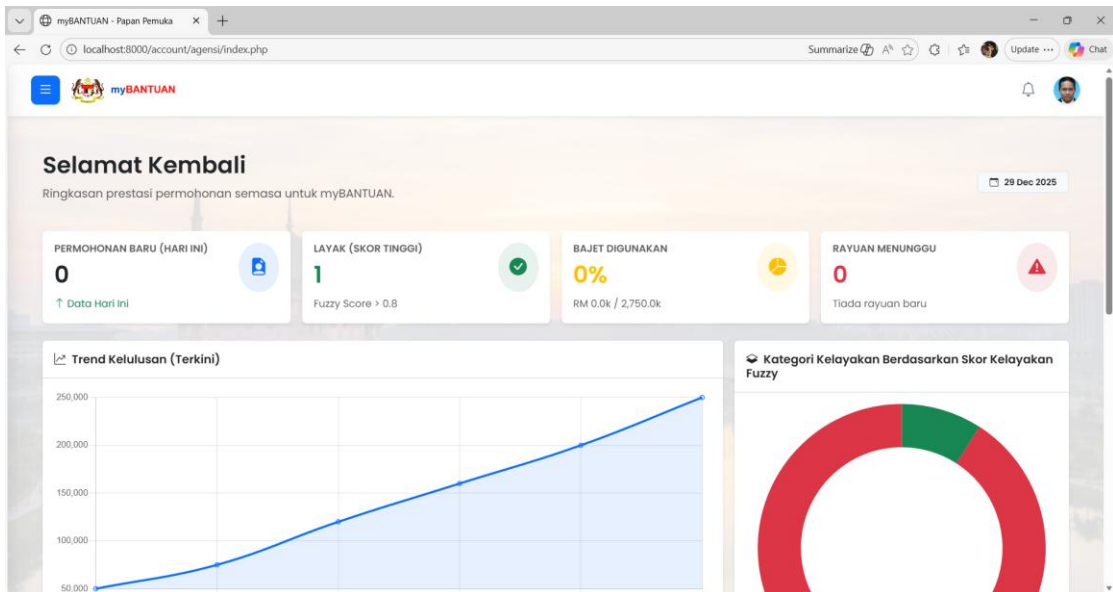 myBANTUAN - Papan Pemuka
localhost:8000/account/agensi/index.php
Summarize
Update
Chat
myBANTUAN
Selamat Kembali
Ringkasan prestasi permohonan semasa untuk myBANTUAN.
29 Dec 2025
PERMOHONAN BARU (HARI INI)
0
↑ Data Hari Ini
LAYAK (SKOR TINGGI)
1
Fuzzy Score > 0.8
BAJET DIGUNAKAN
0%
RM 0.0k / 2,750.0k
RAYUAN MENUNGGU
0
Tiada rayuan baru
Trend Kelulusan (Terkini)
250,000
200,000
150,000
100,000
50,000
Kategori Kelayakan Berdasarkan Skor Kelayakan
Fuzzy